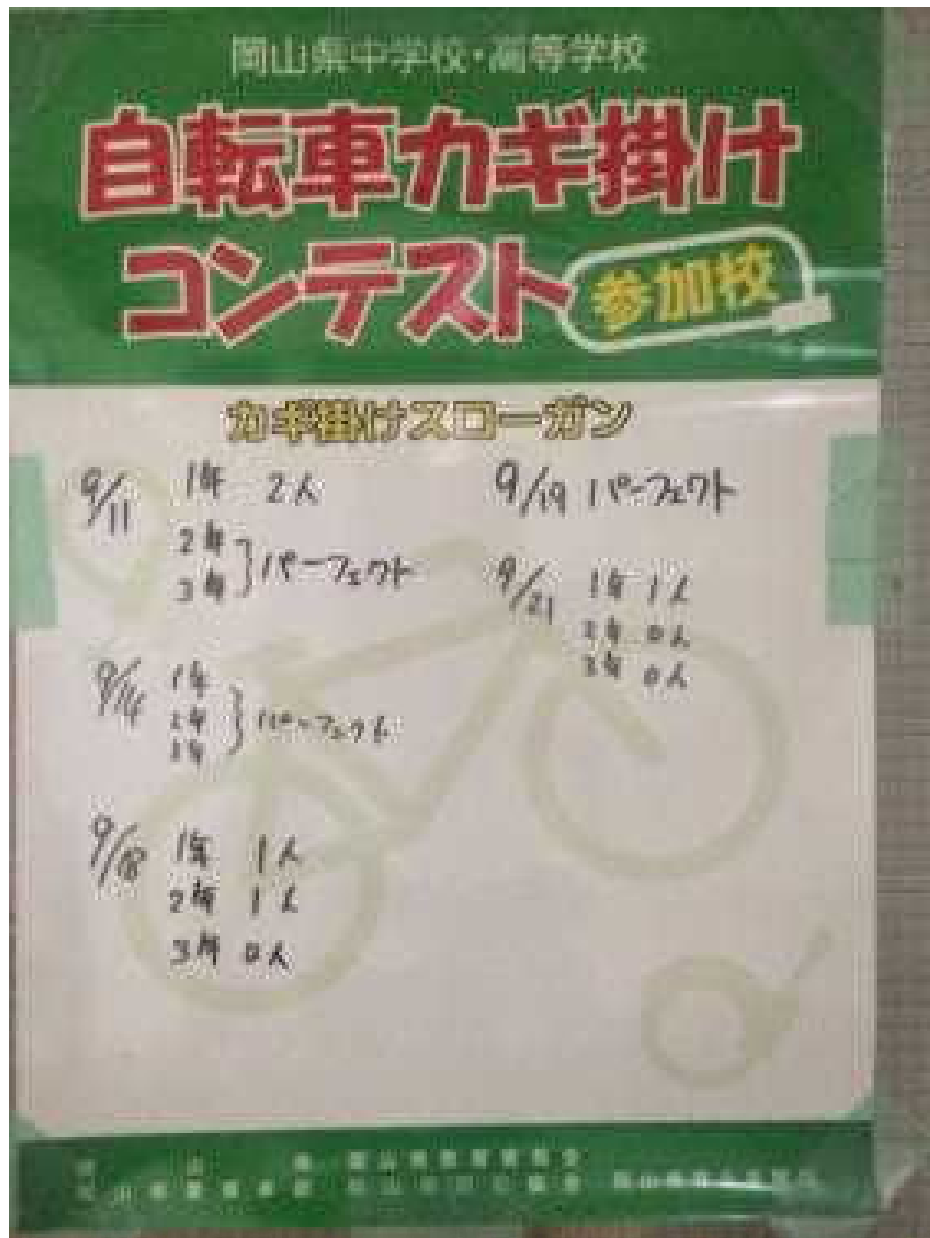 岡山県中学校・高等学校
自転車カギ掛け
コンテスト 参加校
カギ掛けスローガン
9/11 1年 2人
2年
3年
パーフェクト
9/14 1年
2年
3年
パーフェクト
9/18 1年 1人
2年 1人
3年 0人
9/19 パーフェクト
9/21 1年 1人
2年 0人
3年 0人